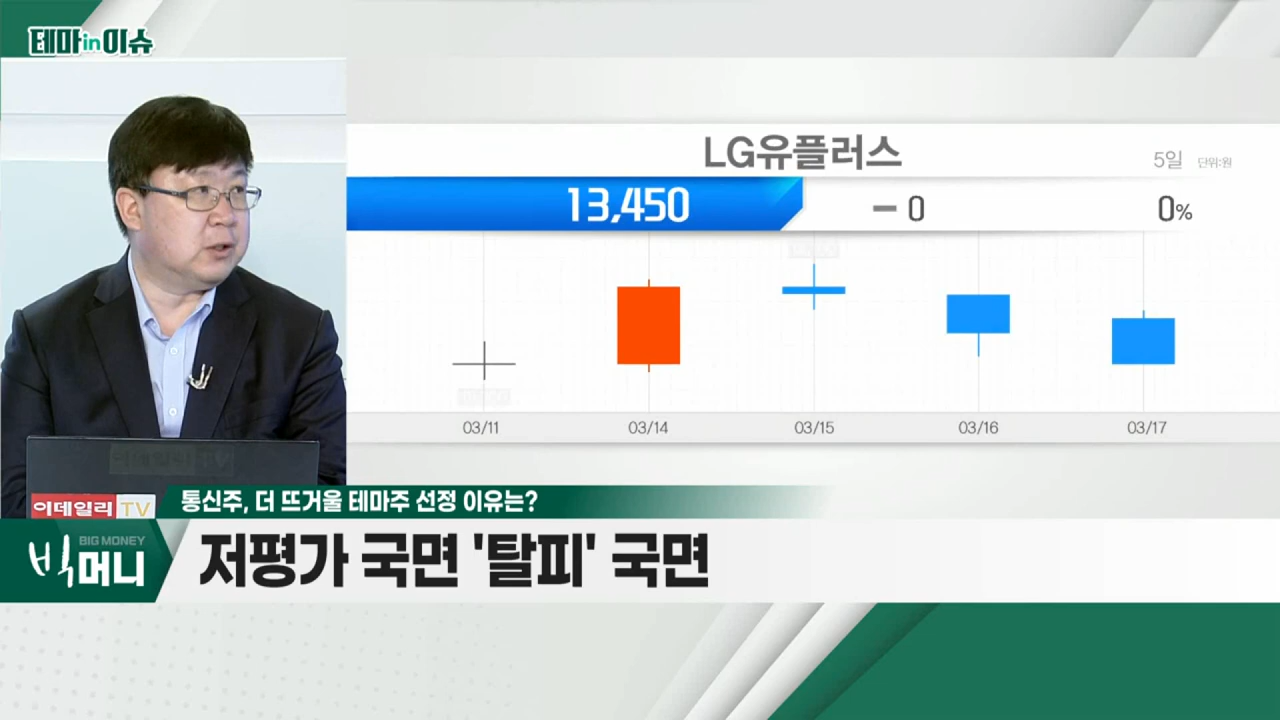 테마in이슈
LG유플러스
5일 단위:원
13,450
0
0%
03/11 03/14 03/15 03/16 03/17
이데일리TV
통신주, 더 뜨거울 테마주 선정 이유는?
BIG MONEY
빅머니
저평가 국면 '탈피' 국면